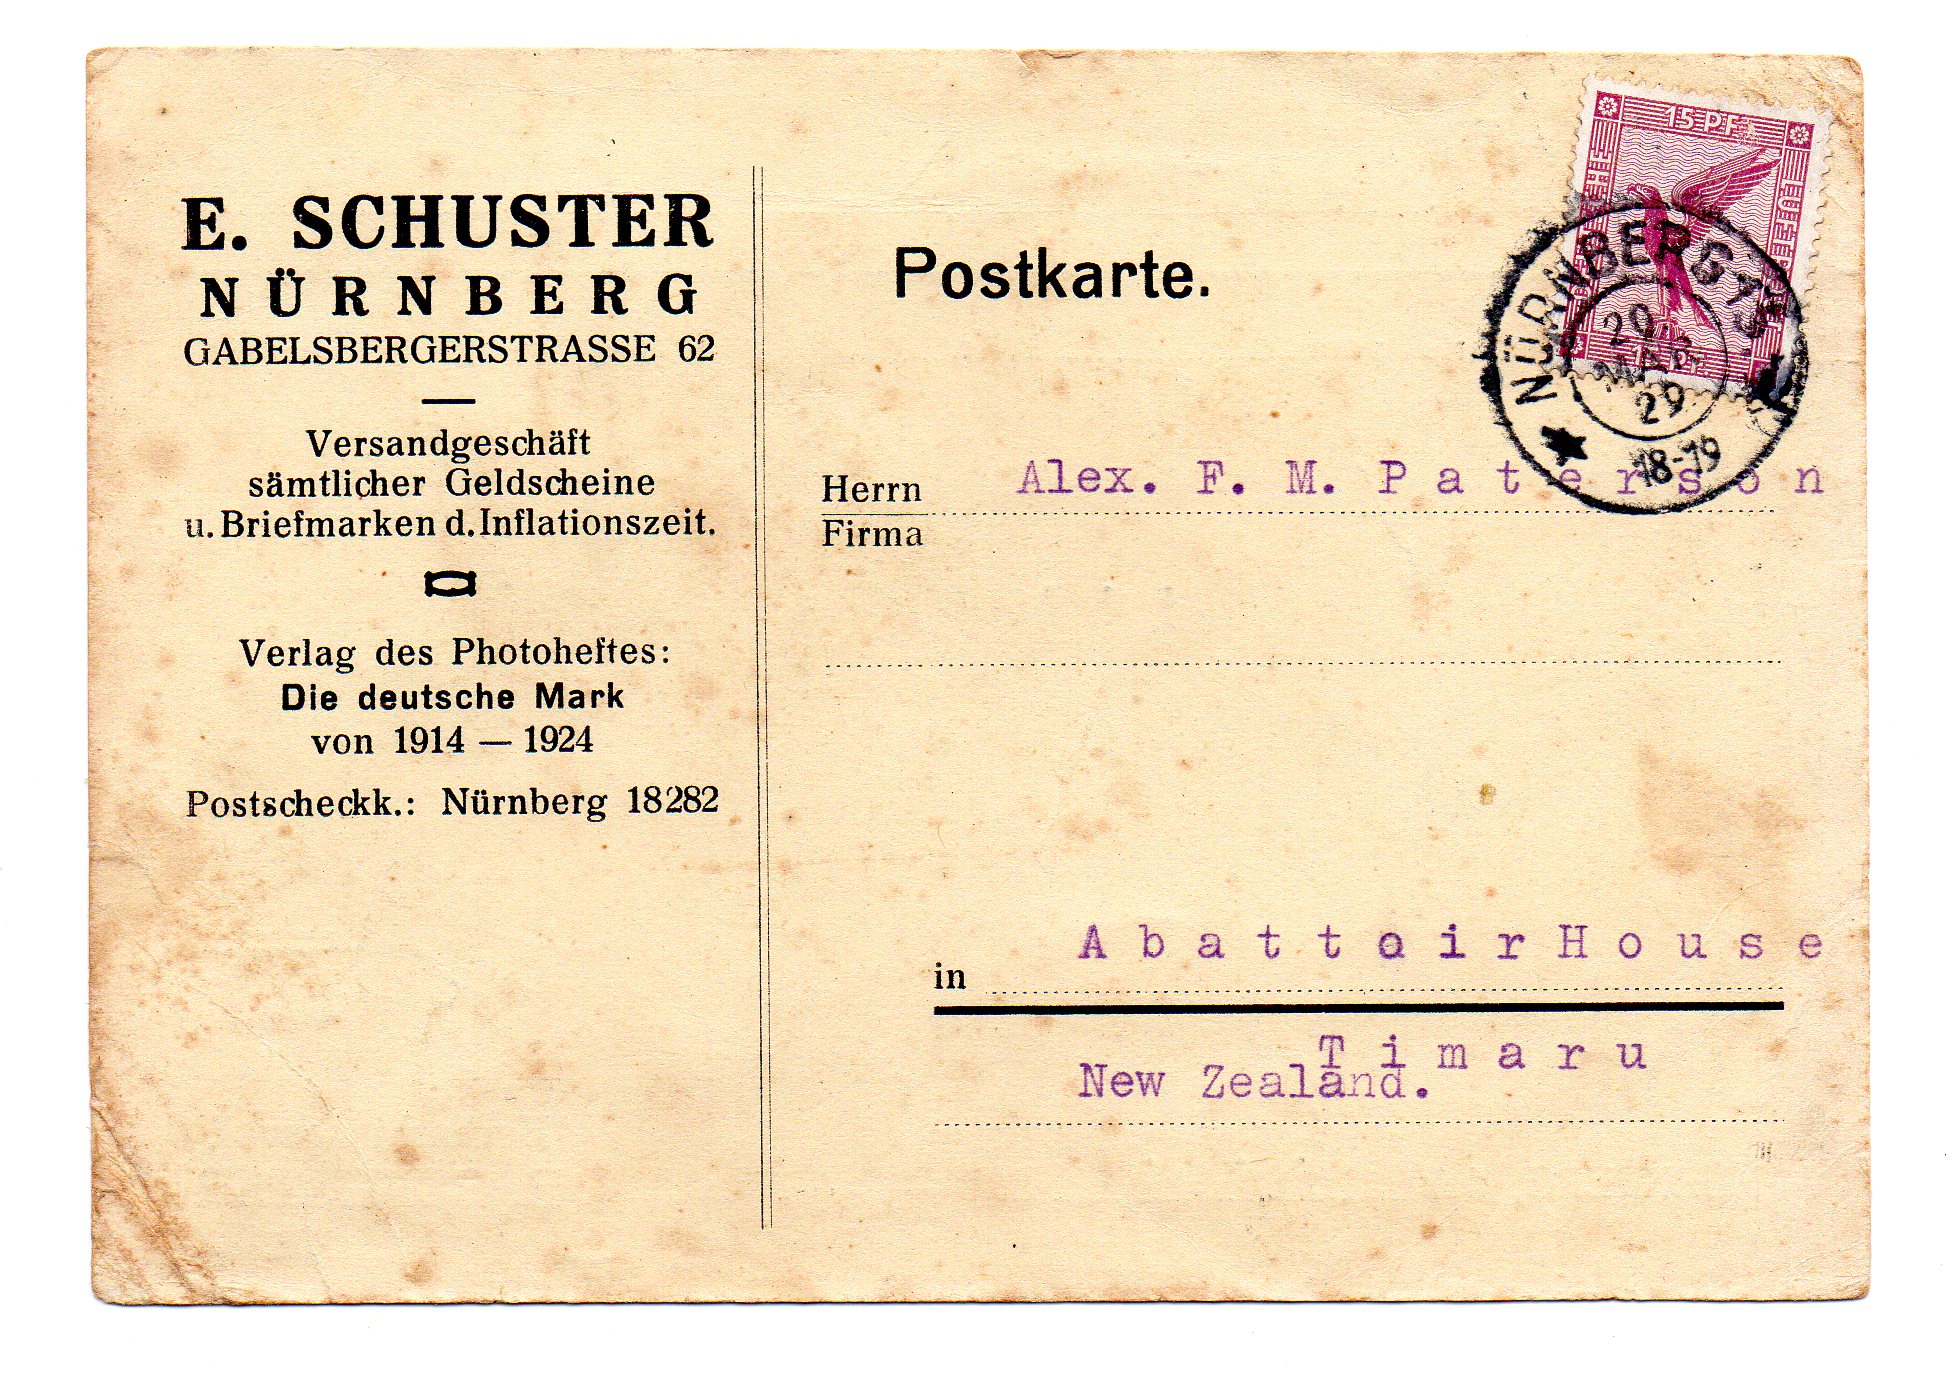 E. SCHUSTER
NÜRNBERG
GABELSBERGERSTRASSE 62
Versandgeschäft
sämtlicher Geldscheine
u. Briefmarken d. Inflationszeit.
Verlag des Photoheftes:
Die deutsche Mark
von 1914 — 1924
Postscheckk.: Nürnberg 18282
Postkarte.
15 PF
NÜRNBERG
29
MAR
29
18-19
Herrn Alex. F. M. Paterson
Firma
in Abattoir House
Timaru
New Zealand.